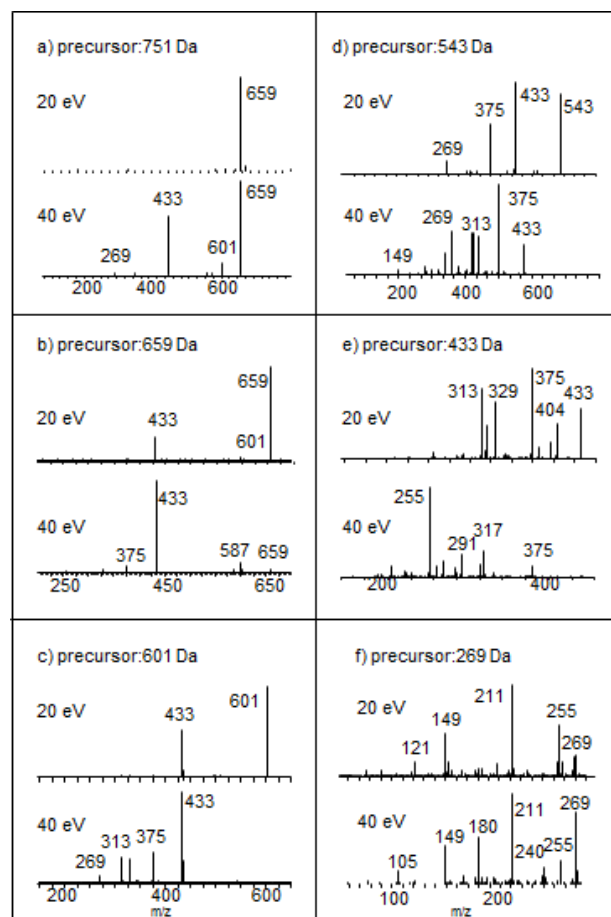 a) precursor:751 Da
20 eV
659
40 eV
659
433
269
601
200 400 600
b) precursor:659 Da
20 eV
659
433
601
40 eV
433
375
587 659
250 450 650
c) precursor:601 Da
20 eV
601
433
40 eV
433
313 375
269
200 400 600
m/z
d) precursor:543 Da
20 eV
433
543
375
269
40 eV
375
269 313
433
149
200 400 600
e) precursor:433 Da
20 eV
375
313 329
404 433
40 eV
255
291 317
375
200 400
f) precursor:269 Da
20 eV
211
149
255
121
269
40 eV
211 269
149 180
240 255
105
100 200
m/z